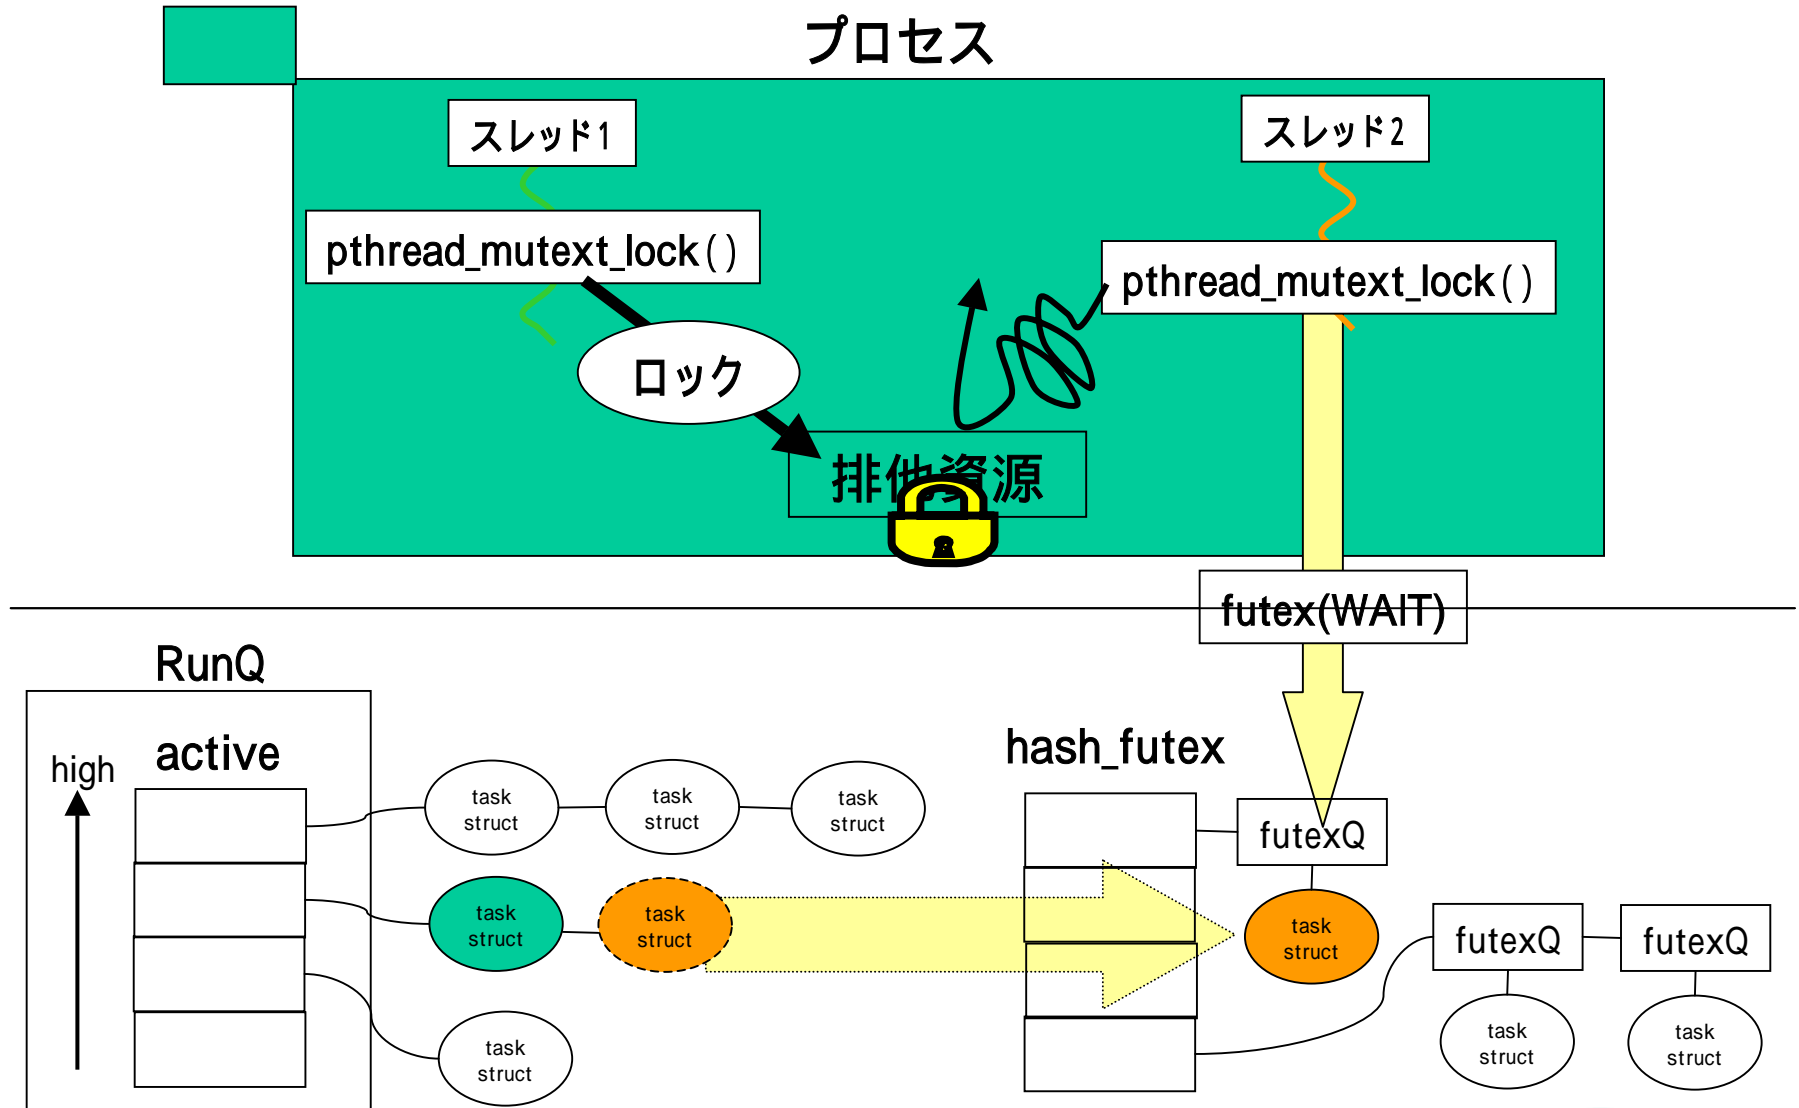 プロセス
スレッド1
スレッド2
pthread_mutext_lock()
pthread_mutext_lock()
ロック
排他資源
futex(WAIT)
RunQ
active
high
hash_futex
task
struct
task
struct
task
struct
futexQ
task
struct
task
struct
task
struct
futexQ
futexQ
task
struct
task
struct
task
struct